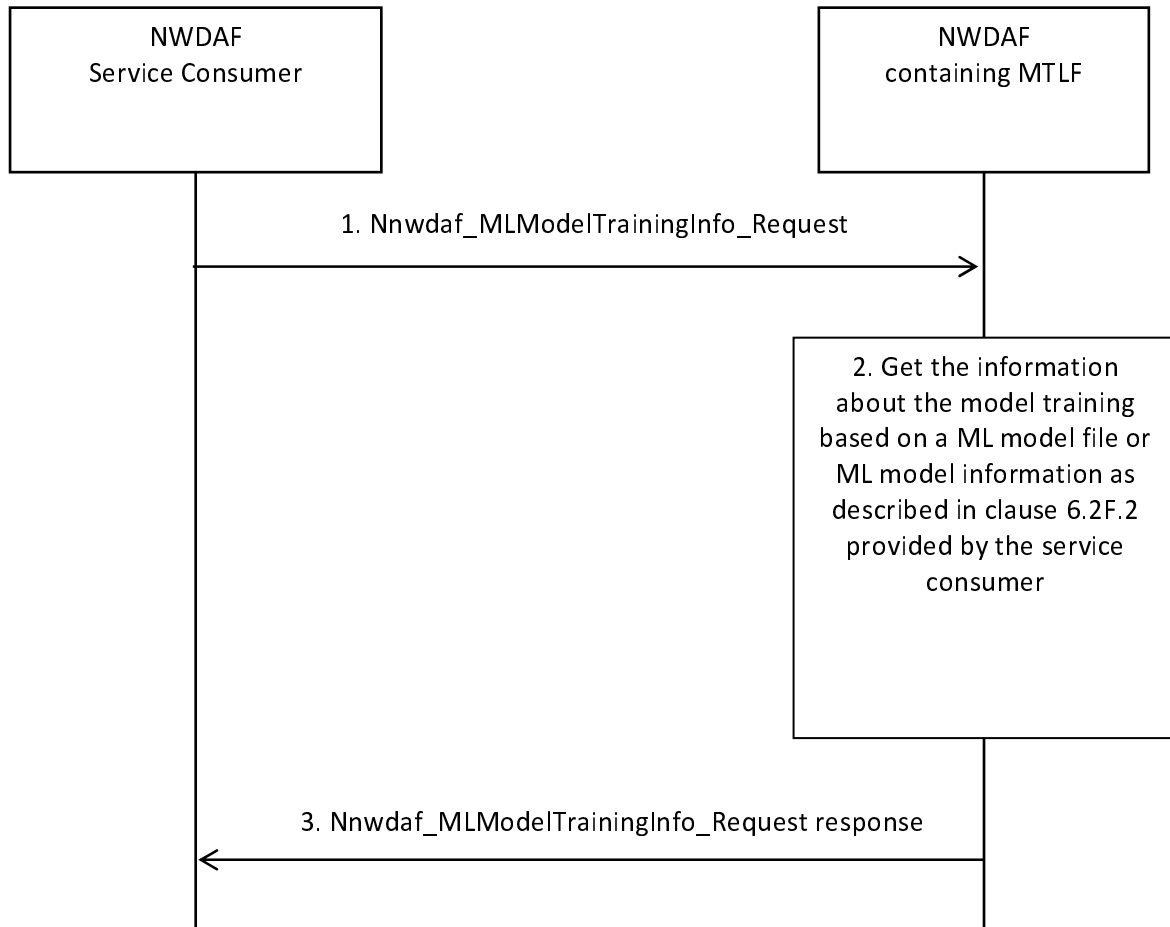 NWDAF
Service Consumer
NWDAF
containing MTLF
1. Nnwdaf_MLModelTrainingInfo_Request
2. Get the information
about the model training
based on a ML model file or
ML model information as
described in clause 6.2F.2
provided by the service
consumer
3. Nnwdaf_MLModelTrainingInfo_Request response